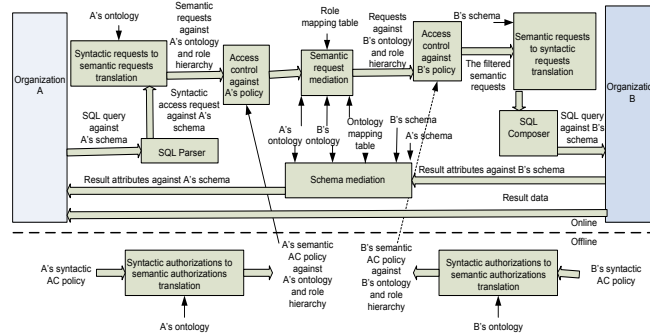 A's ontology
Semantic
requests
against
A's ontology
and role
hierarchy
Role
mapping table
Requests
against
B's ontology
and role
hierarchy
B's schema
Organization
A
Syntactic requests to
semantic requests
translation
Access
control against
A's policy
Semantic
request
mediation
Access
control
against
B's policy
The filtered
semantic
requests
Semantic requests
to syntactic
requests
translation
Organization
B
SQL query
against
A's schema
Syntactic
access request
against A's
schema
SQL Parser
A's
ontology
B's
ontology
Ontology
mapping
table
B's schema
A's
schema
SQL
Composer
SQL query
against B's
schema
Result attributes against A's schema
Schema mediation
Result attributes against B's schema
Result data
Online
Offline
A's syntactic
AC policy
Syntactic authorizations to
semantic authorizations
translation
A's semantic
AC policy
against
A's ontology
and role
hierarchy
B's semantic
AC policy
against
B's ontology
and role
hierarchy
Syntactic authorizations to
semantic authorizations
translation
B's syntactic
AC policy
A's ontology
B's ontology